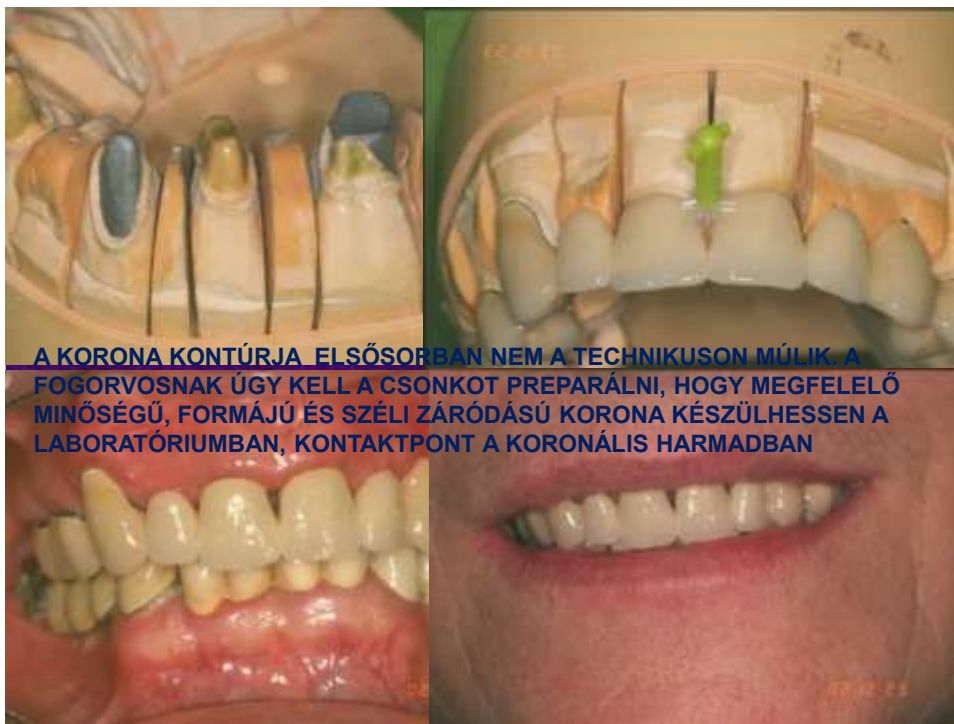 A KORONA KONTÚRJA ELSŐSORBAN NEM A TECHNIKUSON MÚLIK. A
FOGORVOSNAK ÚGY KELL A CSONKOT PREPARÁLNI, HOGY MEGFELELŐ
MINŐSÉGŰ, FORMÁJÚ ÉS SZÉLI ZÁRÓDÁSÚ KORONA KÉSZÜLHESSEN A
LABORATÓRIUMBAN, KONTAKTPONT A KORONÁLIS HARMADBAN